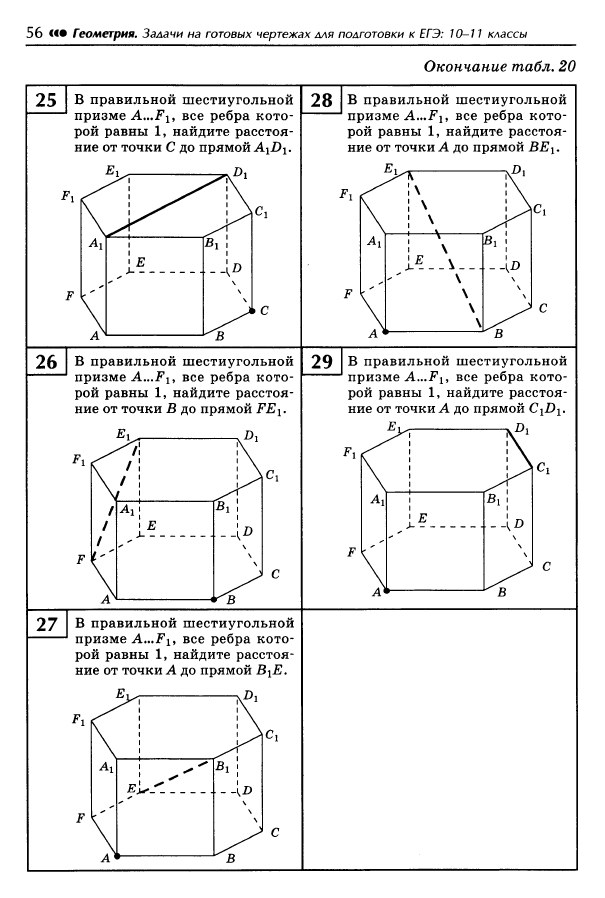 56 ««• Геометрия. Задачи на готовых чертежах для подготовки к ЕГЭ: 10–11 классы
Окончание табл. 20
25 В правильной шестиугольной
призме A...F₁, все ребра кото-
рой равны 1, найдите расстоя-
ние от точки C до прямой A₁D₁.
E₁ D₁
F₁
C₁
A₁ B₁
E D
F
C
A B
28 В правильной шестиугольной
призме A...F₁, все ребра кото-
рой равны 1, найдите расстоя-
ние от точки A до прямой BE₁.
E₁ D₁
F₁
C₁
A₁ B₁
E D
F
C
A B
26 В правильной шестиугольной
призме A...F₁, все ребра кото-
рой равны 1, найдите расстоя-
ние от точки B до прямой FE₁.
E₁ D₁
F₁
C₁
A₁ B₁
E D
F
C
A B
29 В правильной шестиугольной
призме A...F₁, все ребра кото-
рой равны 1, найдите расстоя-
ние от точки A до прямой C₁D₁.
E₁ D₁
F₁
C₁
A₁ B₁
E D
F
C
A B
27 В правильной шестиугольной
призме A...F₁, все ребра кото-
рой равны 1, найдите расстоя-
ние от точки A до прямой B₁E.
E₁ D₁
F₁
C₁
A₁ B₁
E D
F
C
A B